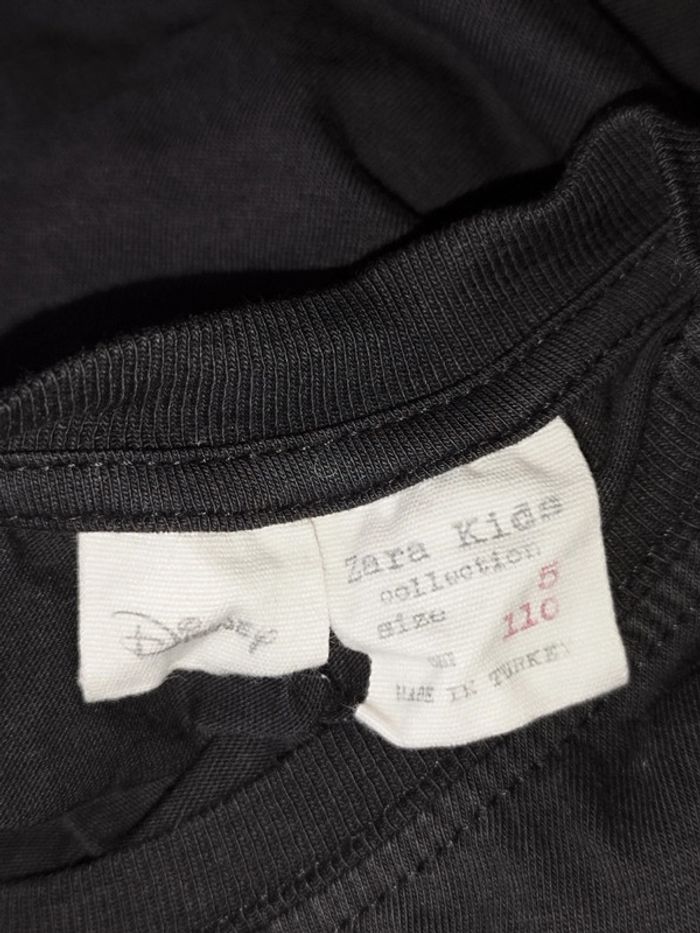 Disney
Zara Kids
collection
size 5
110
MADE IN TURKEY